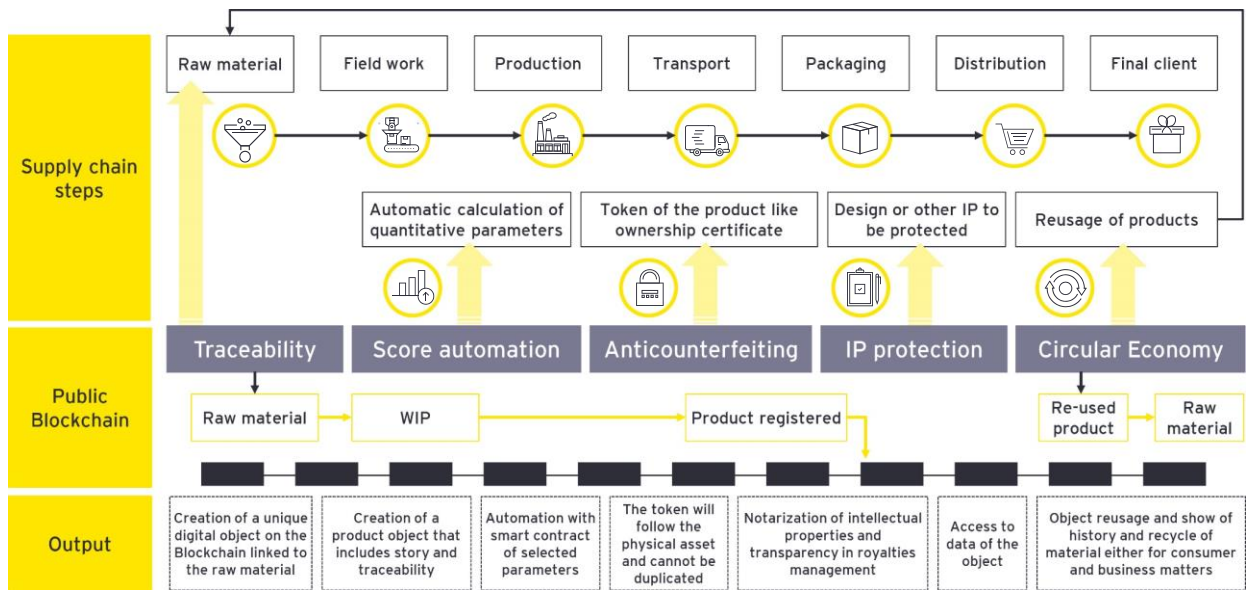 Supply chain
steps
Raw material
Field work
Production
Transport
Packaging
Distribution
Final client
Automatic calculation of
quantitative parameters
Token of the product like
ownership certificate
Design or other IP to
be protected
Reusage of products
Public
Blockchain
Traceability
Score automation
Anticounterfeiting
IP protection
Circular Economy
Raw material
WIP
Product registered
Re-used
product
Raw
material
Output
Creation of a unique
digital object on the
Blockchain linked to
the raw material
Creation of a
product object that
includes story and
traceability
Automation with
smart contract
of selected
parameters
The token will
follow the
physical asset
and cannot be
duplicated
Notarization of intellectual
properties and
transparency in royalties
management
Access to
data of the
object
Object reusage and show of
history and recycle of
material either for consumer
and business matters